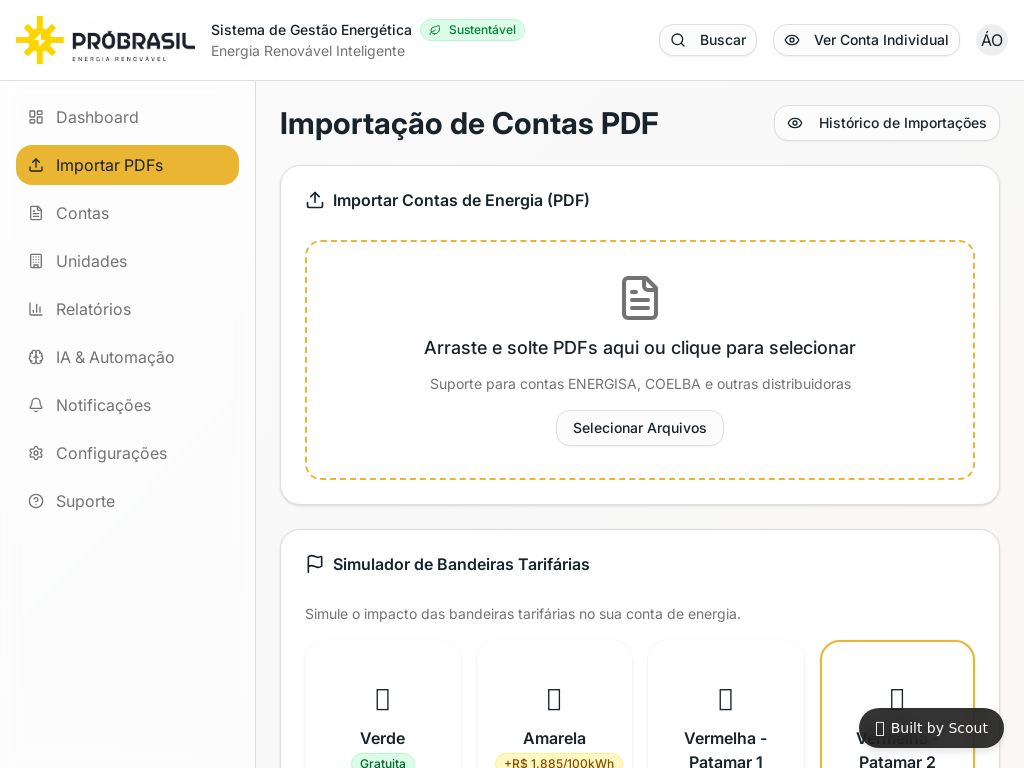 PRÓBRASIL
ENERGIA RENOVÁVEL
Sistema de Gestão Energética
Sustentável
Energia Renovável Inteligente
Buscar
Ver Conta Individual
ÁO
Dashboard
Importar PDFs
Contas
Unidades
Relatórios
IA & Automação
Notificações
Configurações
Suporte
Importação de Contas PDF
Histórico de Importações
Importar Contas de Energia (PDF)
Arraste e solte PDFs aqui ou clique para selecionar
Suporte para contas ENERGISA, COELBA e outras distribuidoras
Selecionar Arquivos
Simulador de Bandeiras Tarifárias
Simule o impacto das bandeiras tarifárias no sua conta de energia.
Verde
Gratuita
Amarela
+R$ 1.885/100kWh
Vermelha -
Patamar 1
Vermelha -
Patamar 2
Built by Scout